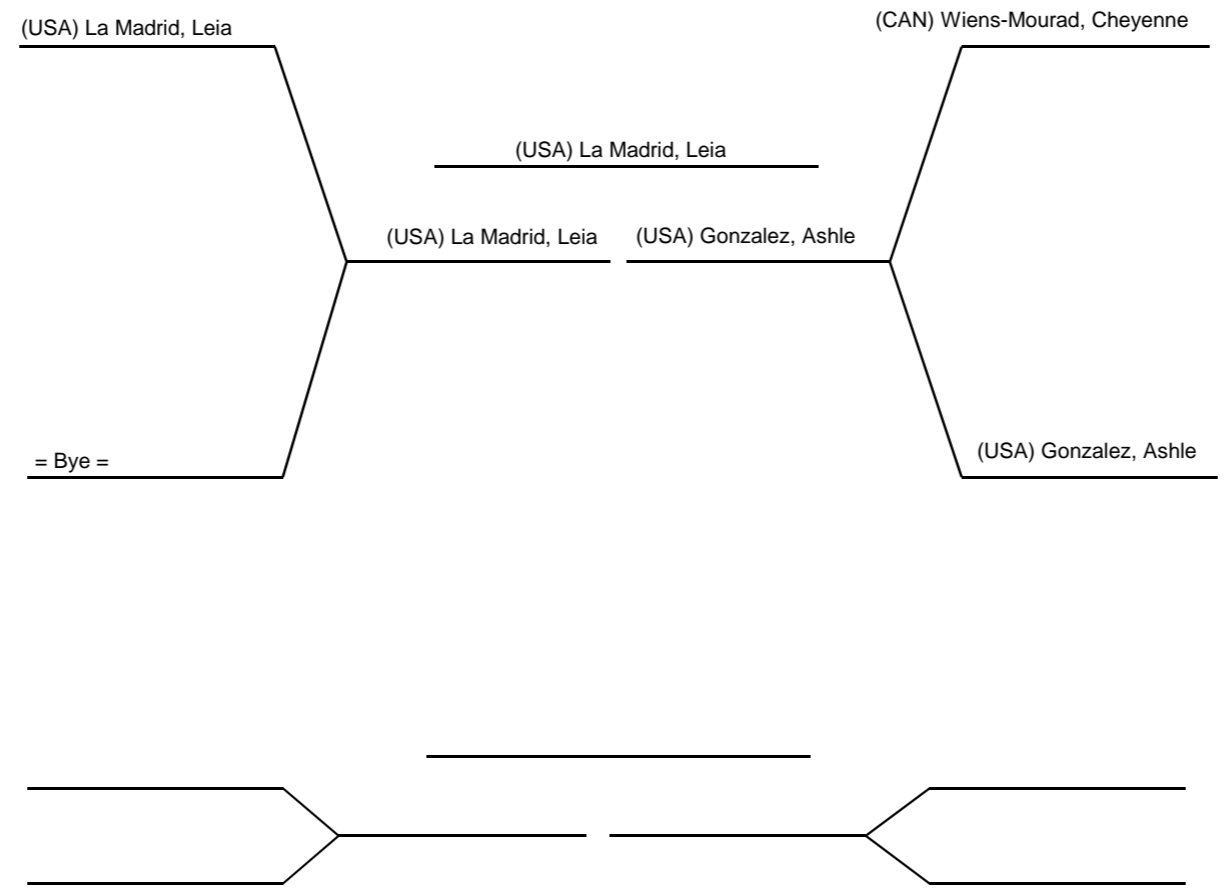 (USA) La Madrid, Leia
(CAN) Wiens-Mourad, Cheyenne
(USA) La Madrid, Leia
(USA) La Madrid, Leia
(USA) Gonzalez, Ashle
= Bye =
(USA) Gonzalez, Ashle